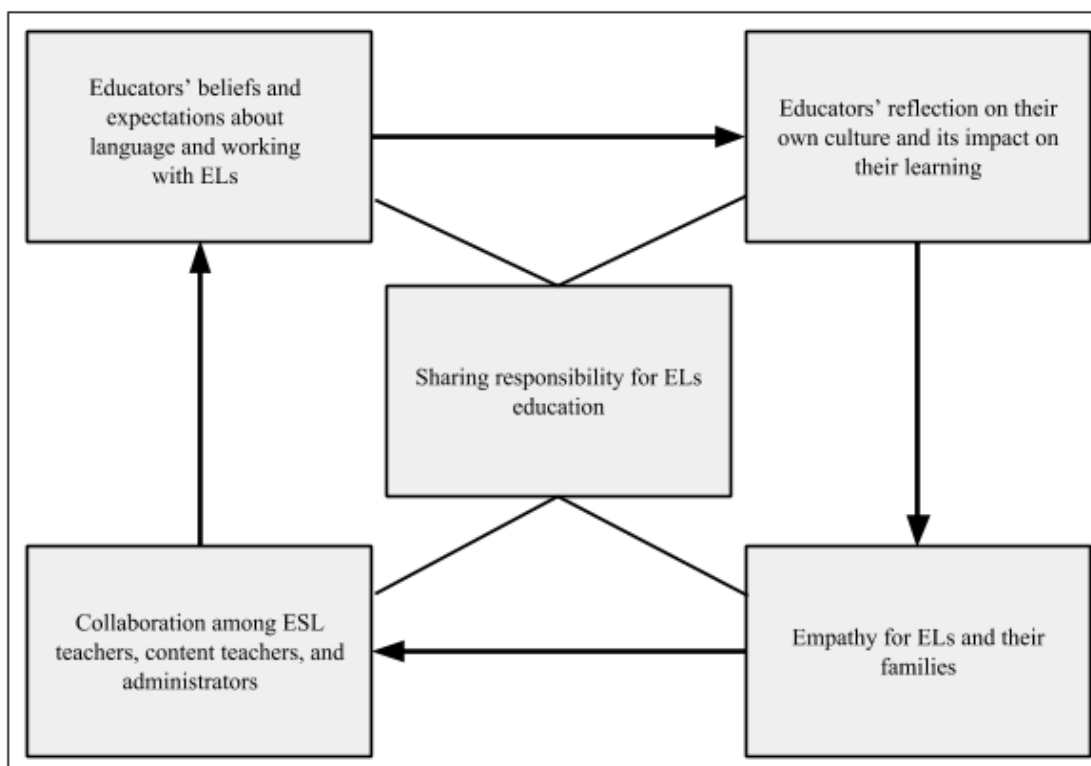 Educators’ beliefs and
expectations about
language and working
with ELs
Educators’ reflection on their
own culture and its impact on
their learning
Sharing responsibility for ELs
education
Collaboration among ESL
teachers, content teachers, and
administrators
Empathy for ELs and their
families